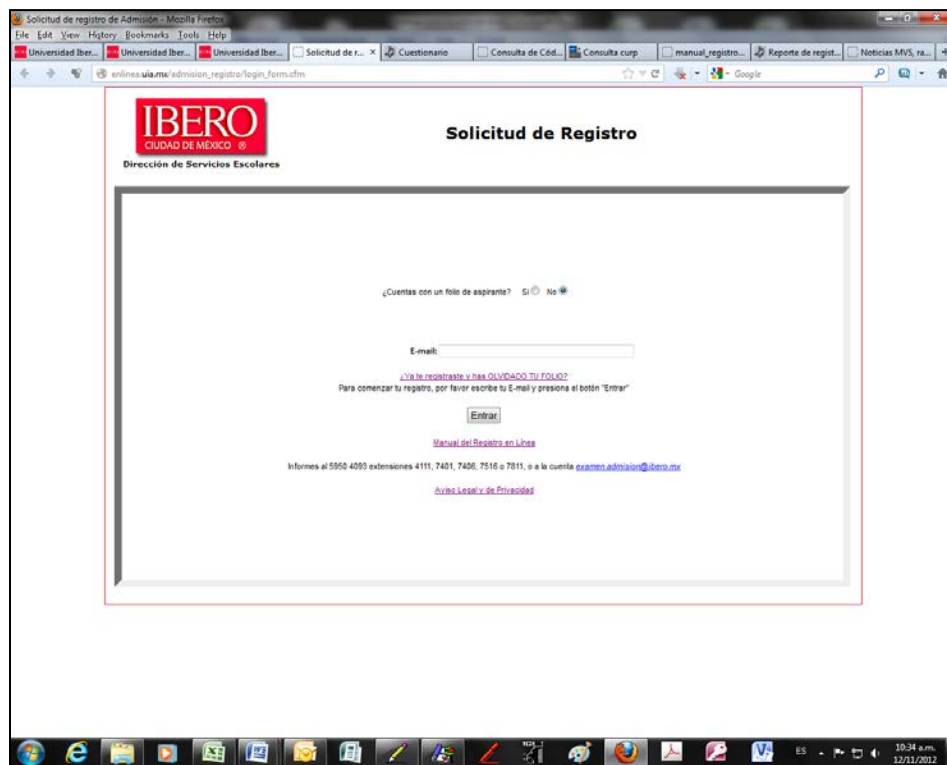 Solicitud de registro de Admisión - Mozilla Firefox
File Edit View History Bookmarks Tools Help
Universidad Iber... Universidad Iber... Universidad Iber... Solicitud de r... × Cuestionario Consulta de Cód... Consulta curp manual_registro... Reporte de regist... Noticias MVS, ra...
enlinea.uia.mx/admision_registro/login_form.cfm Google
IBERO
CIUDAD DE MÉXICO ®
Dirección de Servicios Escolares
Solicitud de Registro
¿Cuentas con un folio de aspirante? Si No
E-mail:
¿Ya te registraste y has OLVIDADO TU FOLIO?
Para comenzar tu registro, por favor escribe tu E-mail y presiona el botón "Entrar"
Entrar
Manual del Registro en Línea
Informes al 5950 4093 extensiones 4111, 7401, 7406, 7516 o 7811, o a la cuenta examen.admision@ibero.mx
Aviso Legal y de Privacidad
ES
10:34 a.m.
12/11/2012